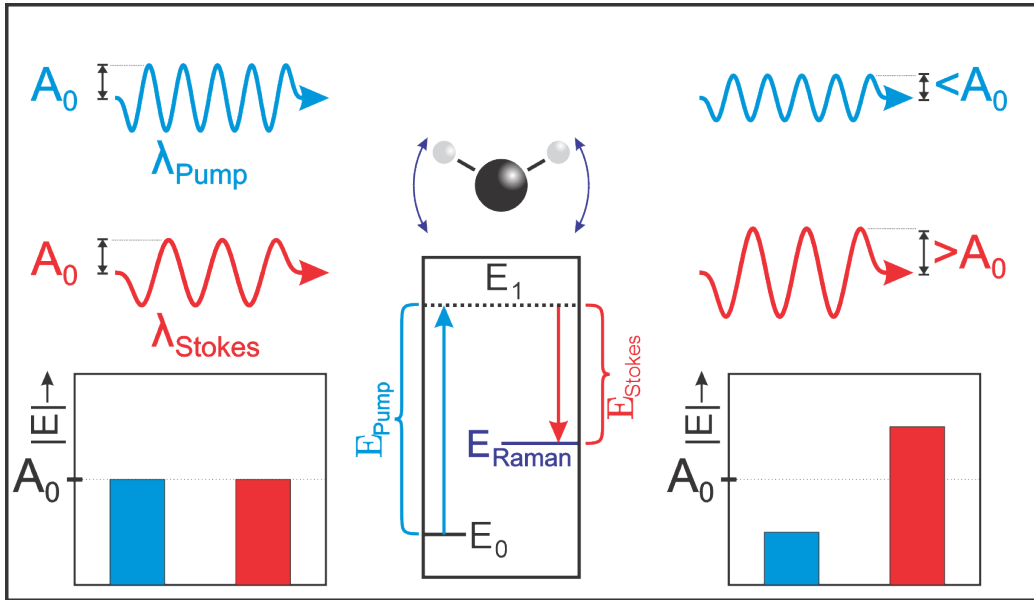 A₀
λPump
A₀
λStokes
|E|→
A₀
E₁
EPump
EStokes
ERaman
E₀
<A₀
>A₀
|E|→
A₀